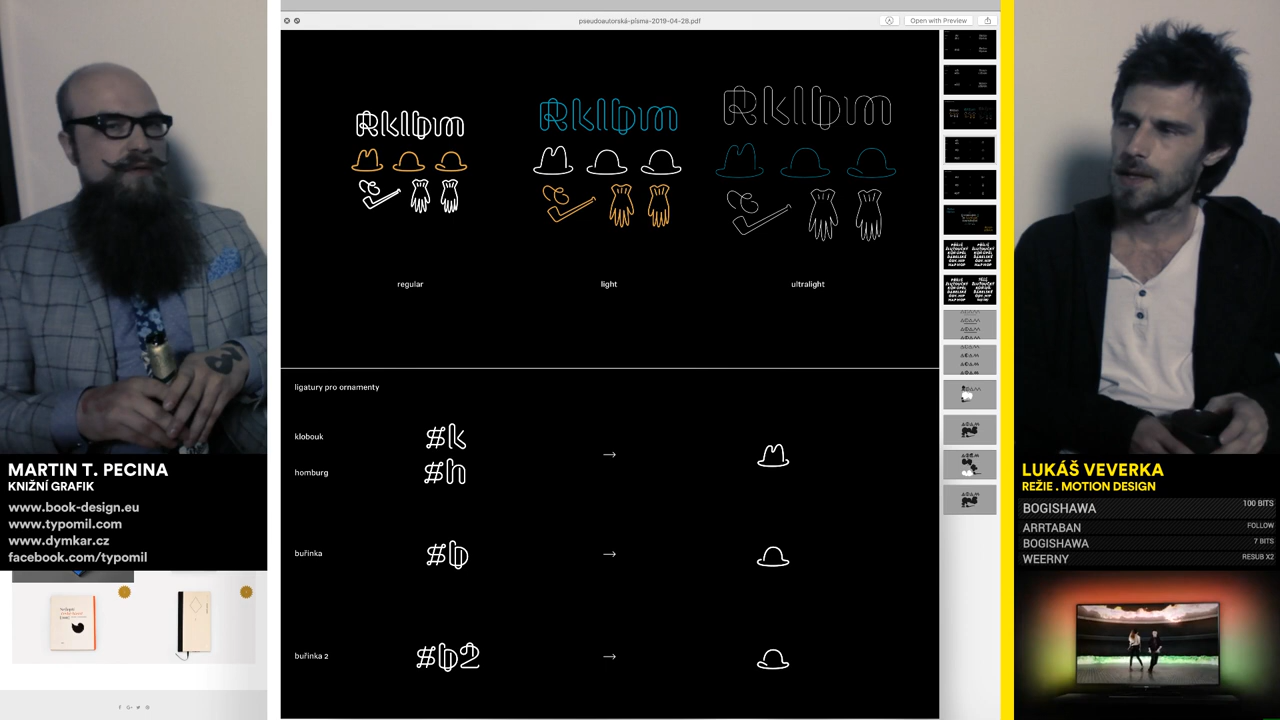 pseudoautorská-písma-2019-04-28.pdf
Open with Preview
Rklbm
Rklbm
Rklbm
regular
light
ultralight
ligatury pro ornamenty
klobouk
#k
→
homburg
#h
buřinka
#b
→
buřinka 2
#b2
→
MARTIN T. PECINA
KNIŽNÍ GRAFIK
www.book-design.eu
www.typomil.com
www.dymkar.cz
facebook.com/typomil
LUKÁŠ VEVERKA
REŽIE . MOTION DESIGN
BOGISHAWA 100 BITS
ARRTABAN FOLLOW
BOGISHAWA 7 BITS
WEERNY RESUB X2